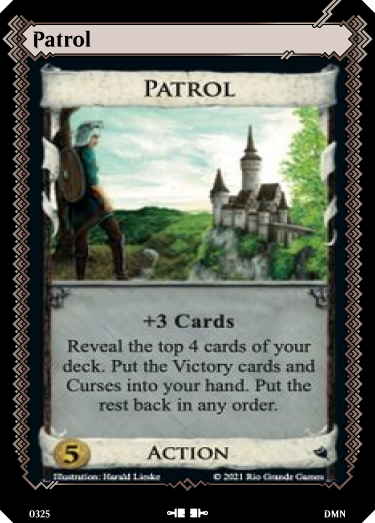 Patrol
PATROL
+3 Cards
Reveal the top 4 cards of your
deck. Put the Victory cards and
Curses into your hand. Put the
rest back in any order.
5
ACTION
Illustration: Harald Lieske
© 2021 Rio Grande Games
0325
DMN